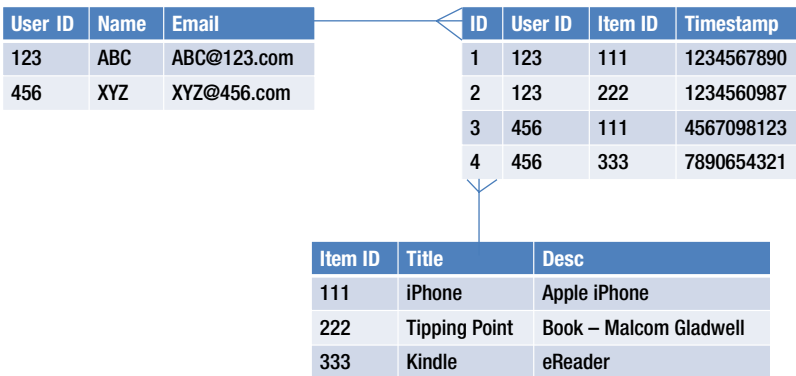 User ID Name Email
123 ABC ABC@123.com
456 XYZ XYZ@456.com
ID User ID Item ID Timestamp
1 123 111 1234567890
2 123 222 1234560987
3 456 111 4567098123
4 456 333 7890654321
Item ID Title Desc
111 iPhone Apple iPhone
222 Tipping Point Book – Malcom Gladwell
333 Kindle eReader